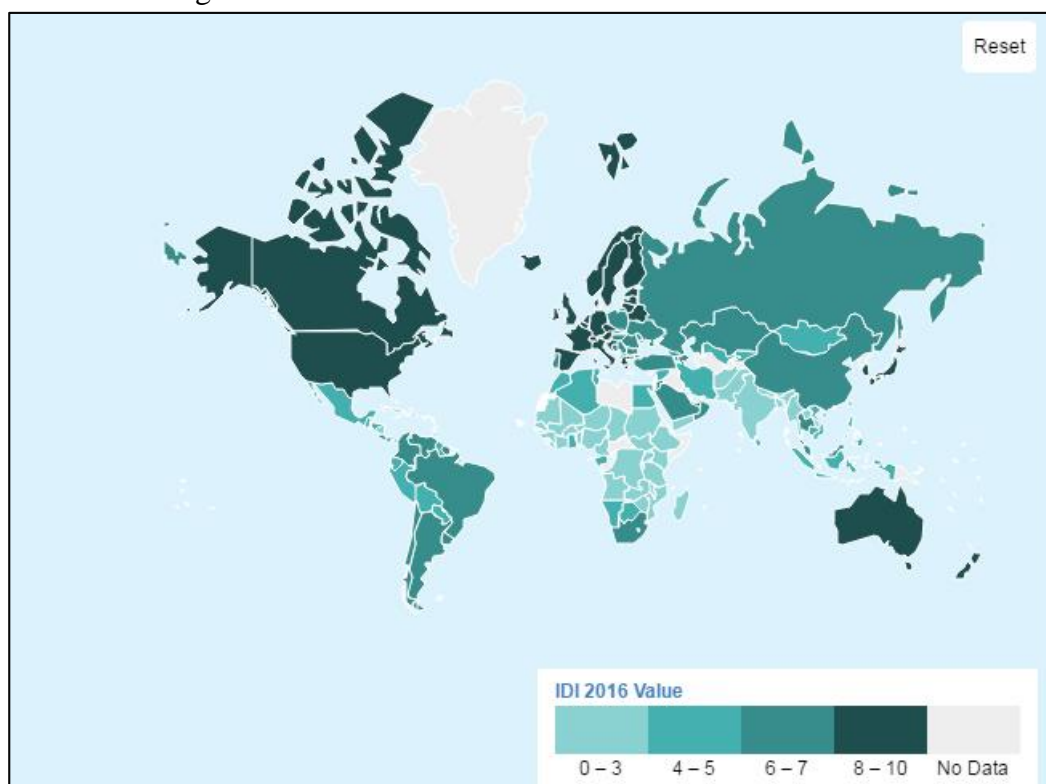 Reset
IDI 2016 Value
0 – 3 4 – 5 6 – 7 8 – 10 No Data